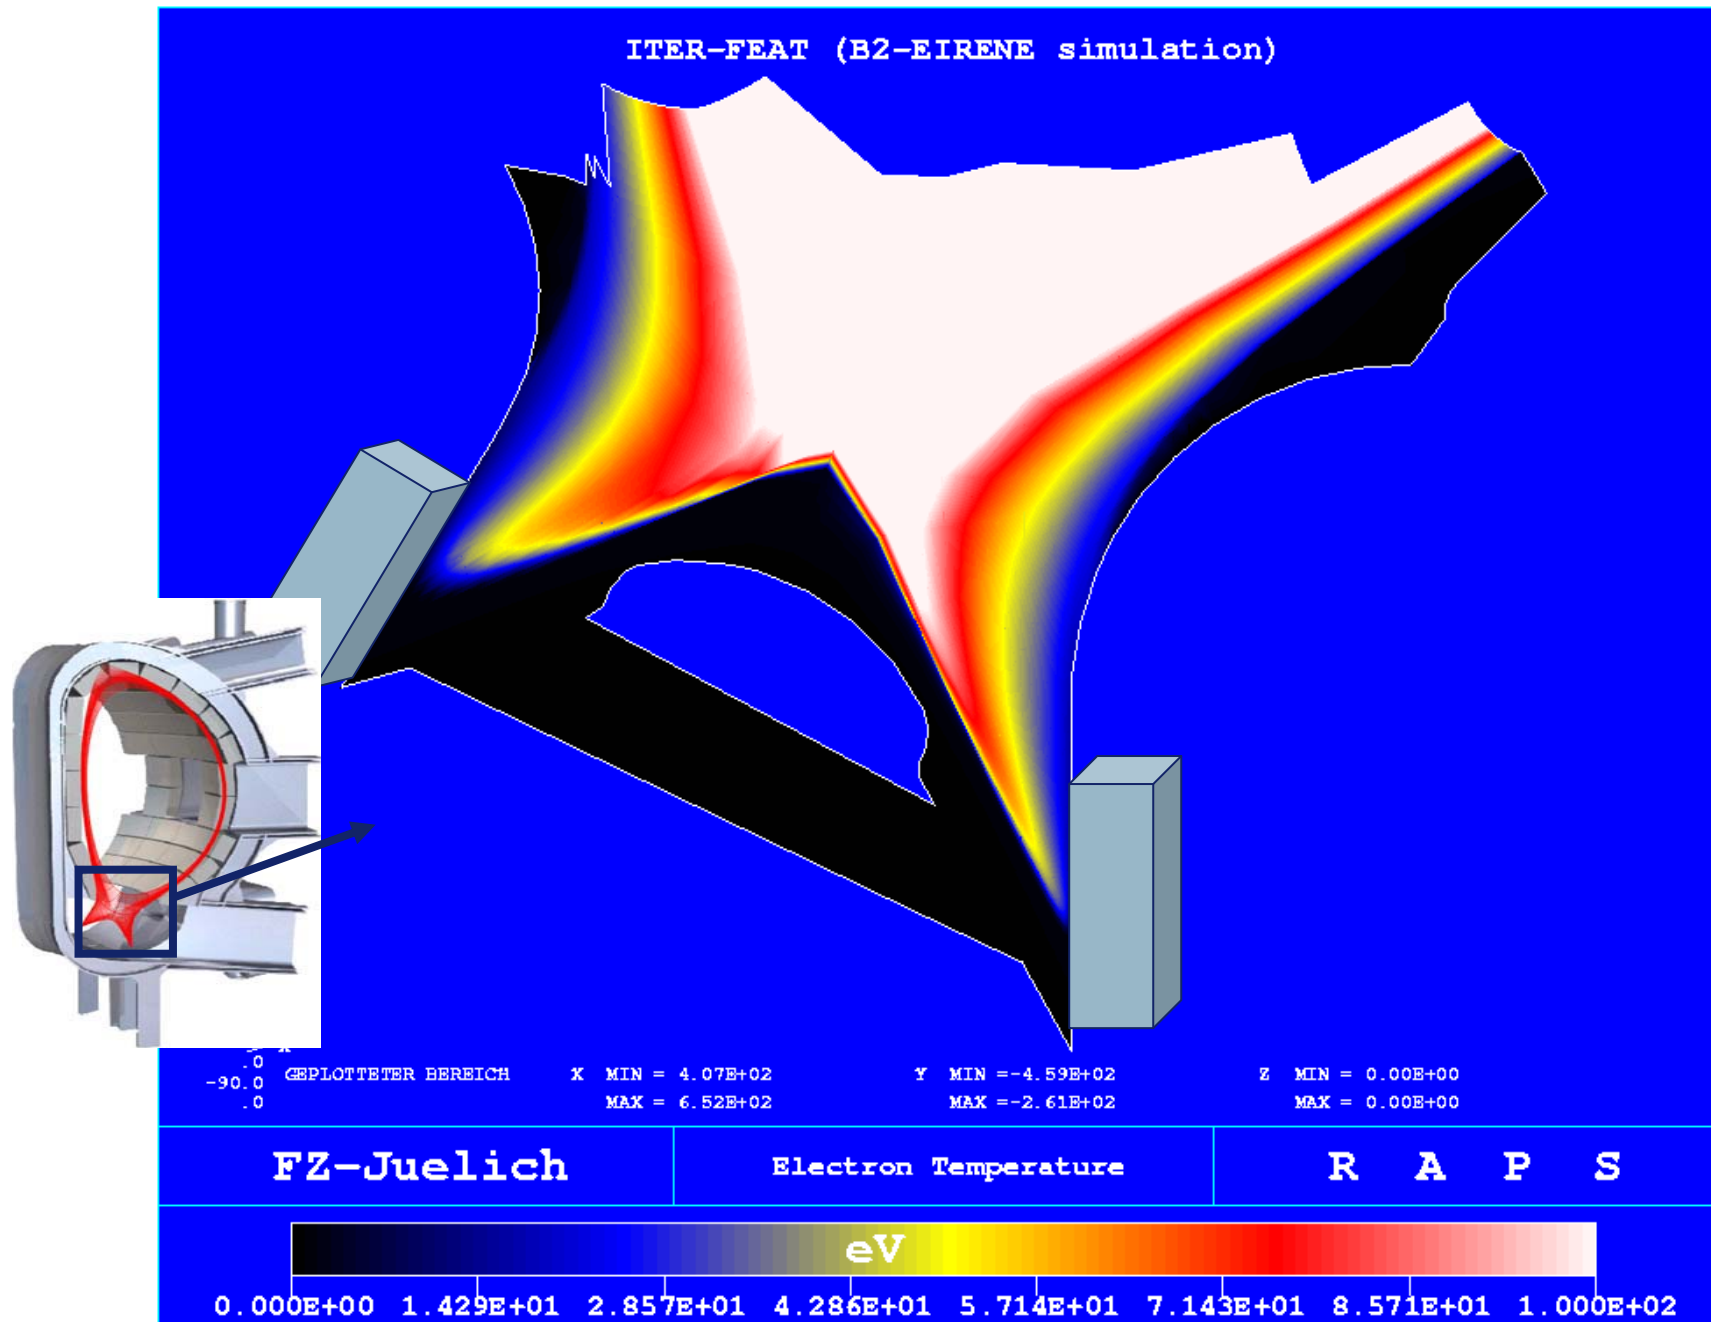 ITER-FEAT (B2-EIRENE simulation)
.0
-90.0
.0
GEPLOTTETER BEREICH X MIN = 4.07E+02 Y MIN =-4.59E+02 Z MIN = 0.00E+00
MAX = 6.52E+02 MAX =-2.61E+02 MAX = 0.00E+00
FZ-Juelich Electron Temperature R A P S
eV
0.000E+00 1.429E+01 2.857E+01 4.286E+01 5.714E+01 7.143E+01 8.571E+01 1.000E+02